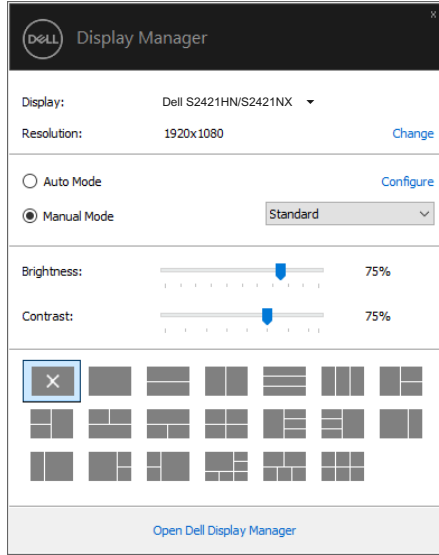 x
DELL Display Manager
Display: Dell S2421HN/S2421NX
Resolution: 1920x1080 Change
Auto Mode Configure
Manual Mode Standard
Brightness: 75%
Contrast: 75%
Open Dell Display Manager